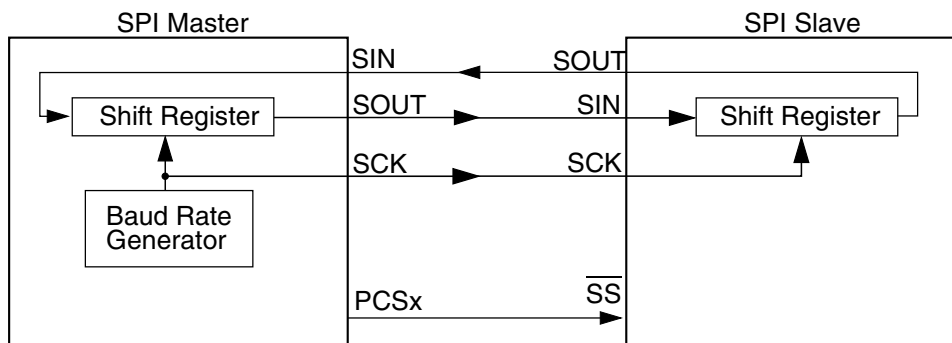 SPI Master
SPI Slave
SIN
SOUT
Shift Register
SOUT
SIN
Shift Register
SCK
SCK
Baud Rate
Generator
PCSx
SS